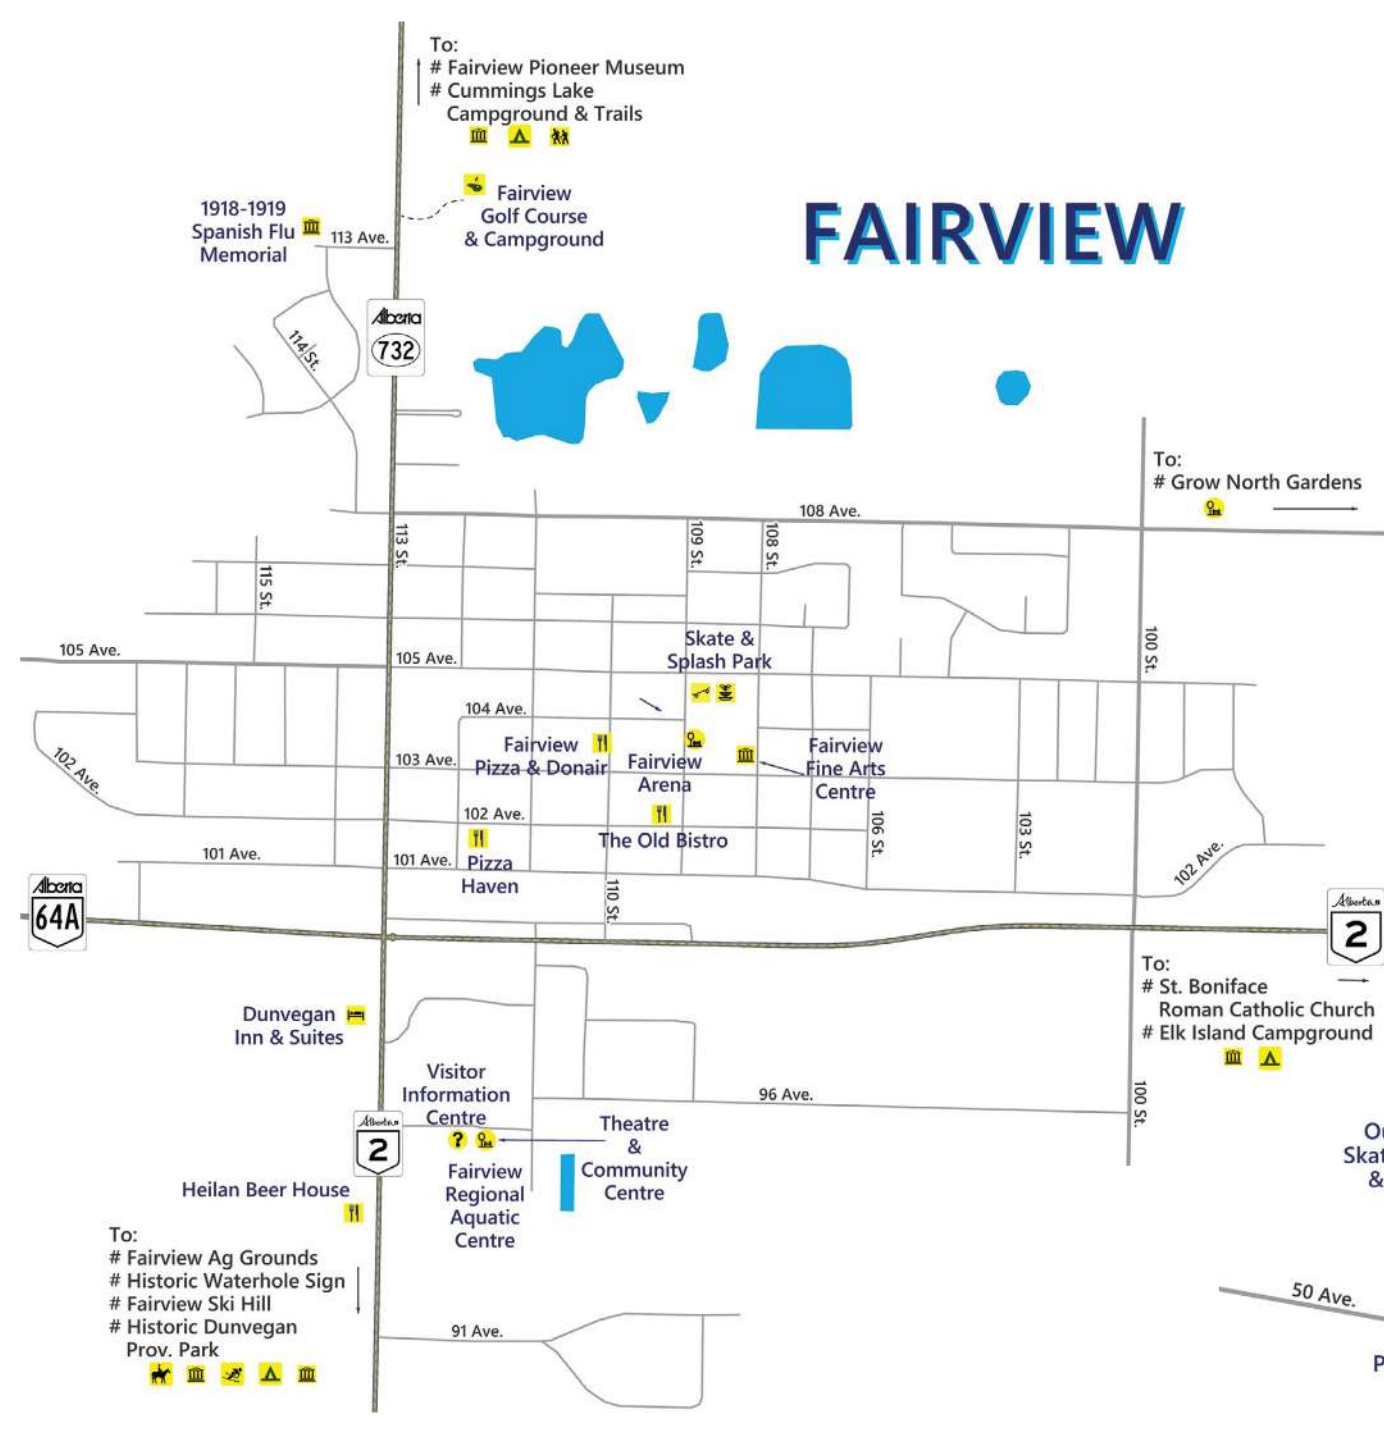 To:
# Fairview Pioneer Museum
# Cummings Lake
Campground & Trails
Fairview
Golf Course
& Campground
1918-1919
Spanish Flu
Memorial
113 Ave.
FAIRVIEW
Alberta
732
114 St.
To:
# Grow North Gardens
108 Ave.
113 St.
109 St.
108 St.
115 St.
100 St.
Skate &
Splash Park
105 Ave.
105 Ave.
104 Ave.
Fairview
Pizza & Donair
Fairview
Arena
Fairview
Fine Arts
Centre
102 Ave.
103 Ave.
102 Ave.
The Old Bistro
106 St.
103 St.
101 Ave.
101 Ave.
Pizza
Haven
102 Ave.
110 St.
Alberta
64A
Alberta
2
To:
# St. Boniface
Roman Catholic Church
# Elk Island Campground
Dunvegan
Inn & Suites
Visitor
Information
Centre
96 Ave.
100 St.
Alberta
2
?
Theatre
&
Community
Centre
Fairview
Regional
Aquatic
Centre
Ou
Skat
&
Heilan Beer House
To:
# Fairview Ag Grounds
# Historic Waterhole Sign
# Fairview Ski Hill
# Historic Dunvegan
Prov. Park
50 Ave.
91 Ave.
P